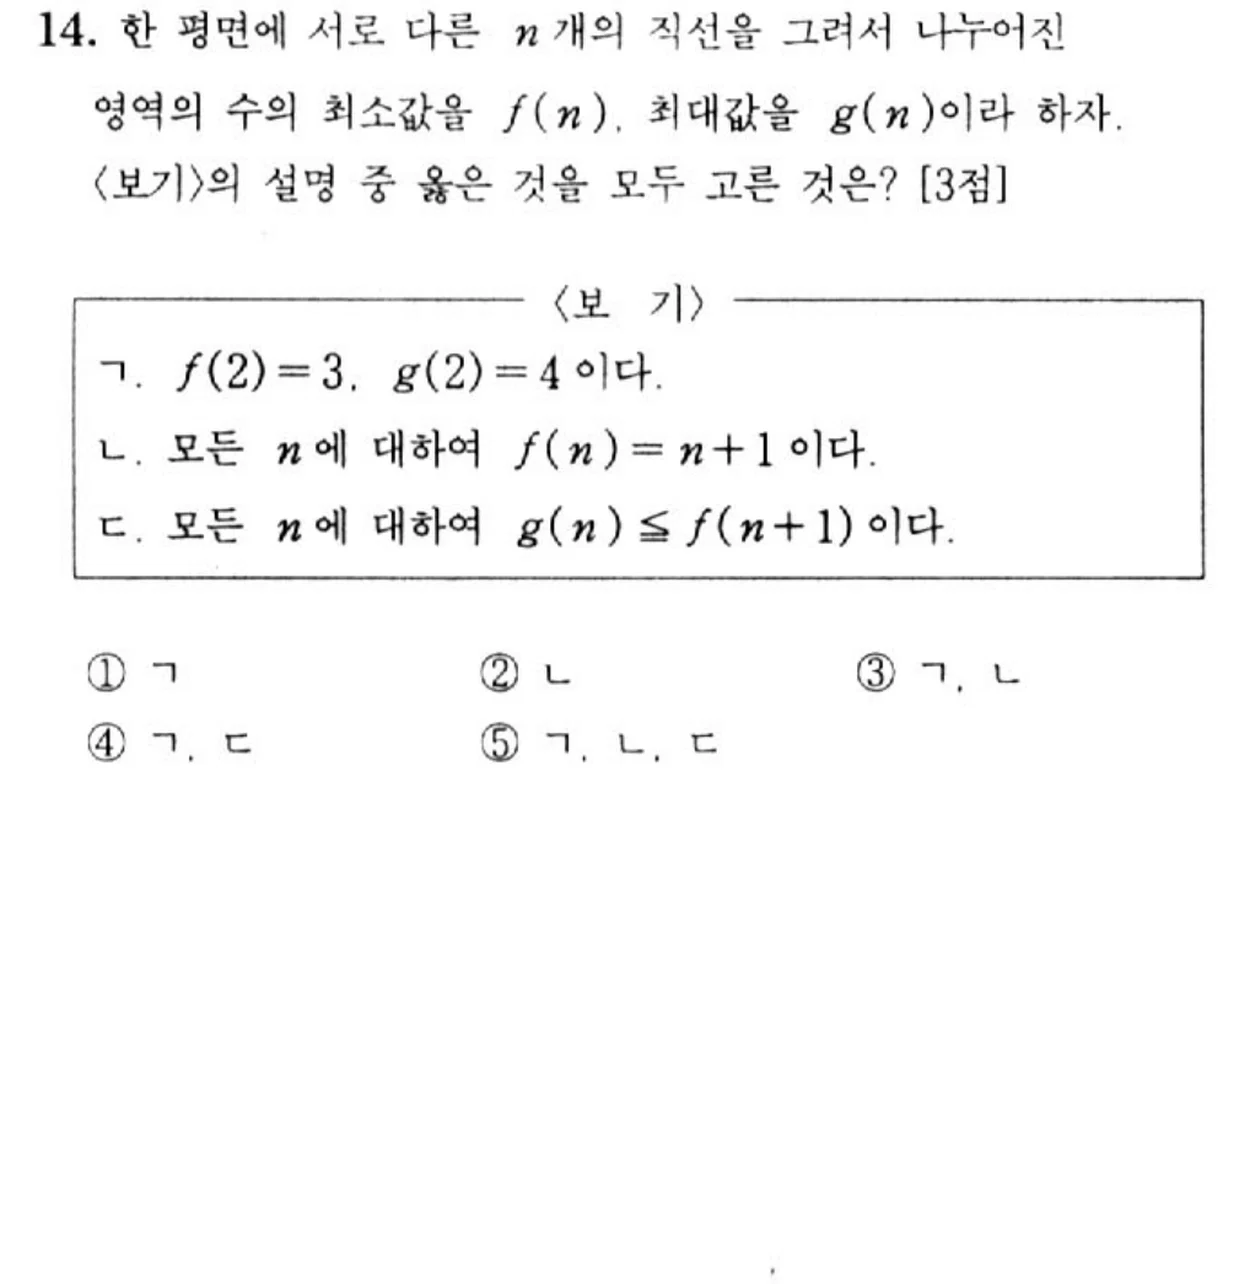 14. 한 평면에 서로 다른 n개의 직선을 그려서 나누어진
영역의 수의 최소값을 f(n), 최대값을 g(n)이라 하자.
<보기>의 설명 중 옳은 것을 모두 고른 것은? [3점]
<보 기>
ㄱ. f(2)=3, g(2)=4 이다.
ㄴ. 모든 n에 대하여 f(n)=n+1 이다.
ㄷ. 모든 n에 대하여 g(n)≦f(n+1) 이다.
① ㄱ ② ㄴ ③ ㄱ, ㄴ
④ ㄱ, ㄷ ⑤ ㄱ, ㄴ, ㄷ